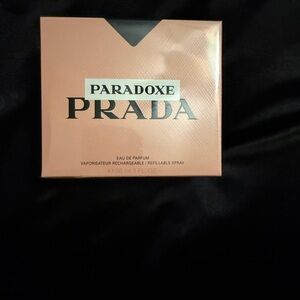 PARADOXE
PRADA
EAU DE PARFUM
VAPORISATEUR RECHARGEABLE / REFILLABLE SPRAY